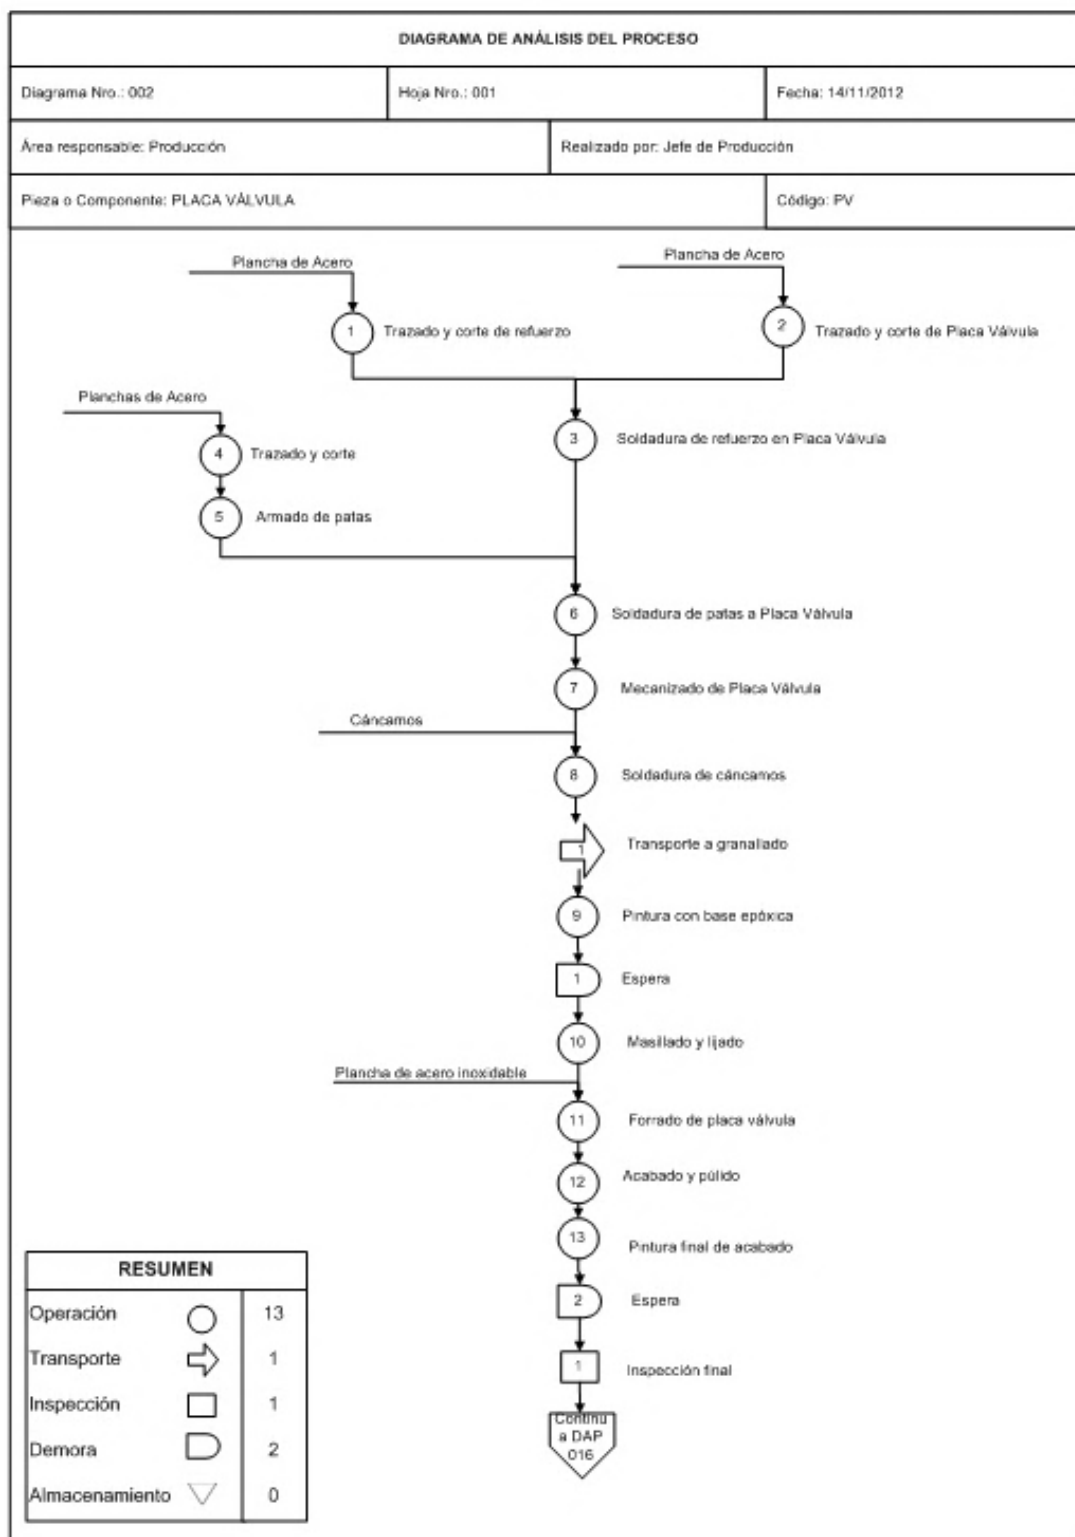 DIAGRAMA DE ANÁLISIS DEL PROCESO
Diagrama Nro.: 002
Hoja Nro.: 001
Fecha: 14/11/2012
Área responsable: Producción
Realizado por: Jefe de Producción
Pieza o Componente: PLACA VÁLVULA
Código: PV
Plancha de Acero
Plancha de Acero
1
Trazado y corte de refuerzo
2
Trazado y corte de Placa Válvula
Planchas de Acero
3
Soldadura de refuerzo en Placa Válvula
4
Trazado y corte
5
Armado de patas
6
Soldadura de patas a Placa Válvula
7
Mecanizado de Placa Válvula
Cáncamos
8
Soldadura de cáncamos
1
Transporte a granallado
9
Pintura con base epóxica
1
Espera
10
Masillado y lijado
Plancha de acero inoxidable
11
Forrado de placa válvula
12
Acabado y púlido
13
Pintura final de acabado
2
Espera
1
Inspección final
Continú
a DAP
016
RESUMEN
Operación 13
Transporte 1
Inspección 1
Demora 2
Almacenamiento 0